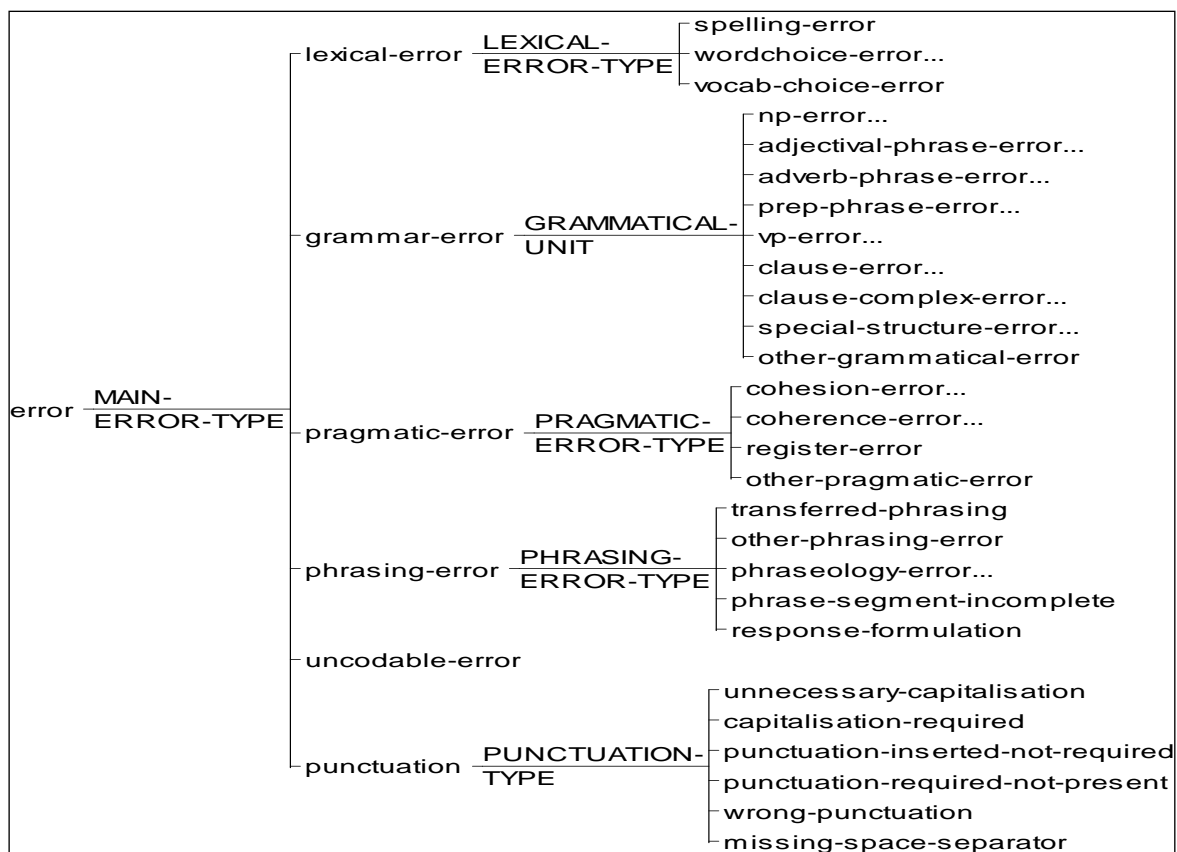 error MAIN-
ERROR-TYPE
lexical-error LEXICAL-
ERROR-TYPE
spelling-error
wordchoice-error...
vocab-choice-error
grammar-error GRAMMATICAL-
UNIT
np-error...
adjectival-phrase-error...
adverb-phrase-error...
prep-phrase-error...
vp-error...
clause-error...
clause-complex-error...
special-structure-error...
other-grammatical-error
pragmatic-error PRAGMATIC-
ERROR-TYPE
cohesion-error...
coherence-error...
register-error
other-pragmatic-error
phrasing-error PHRASING-
ERROR-TYPE
transferred-phrasing
other-phrasing-error
phraseology-error...
phrase-segment-incomplete
response-formulation
uncodable-error
punctuation PUNCTUATION-
TYPE
unnecessary-capitalisation
capitalisation-required
punctuation-inserted-not-required
punctuation-required-not-present
wrong-punctuation
missing-space-separator